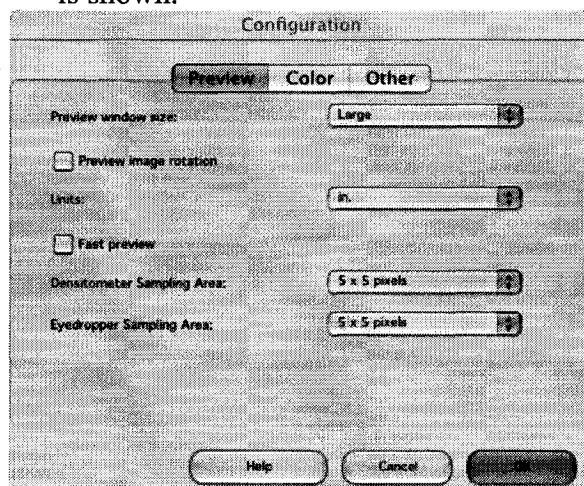 is shown.
Configuration
Preview Color Other
Preview window size: Large
Preview image rotation
Units: in.
Fast preview
Densitometer Sampling Area: 5 x 5 pixels
Eyedropper Sampling Area: 5 x 5 pixels
Help Cancel OK